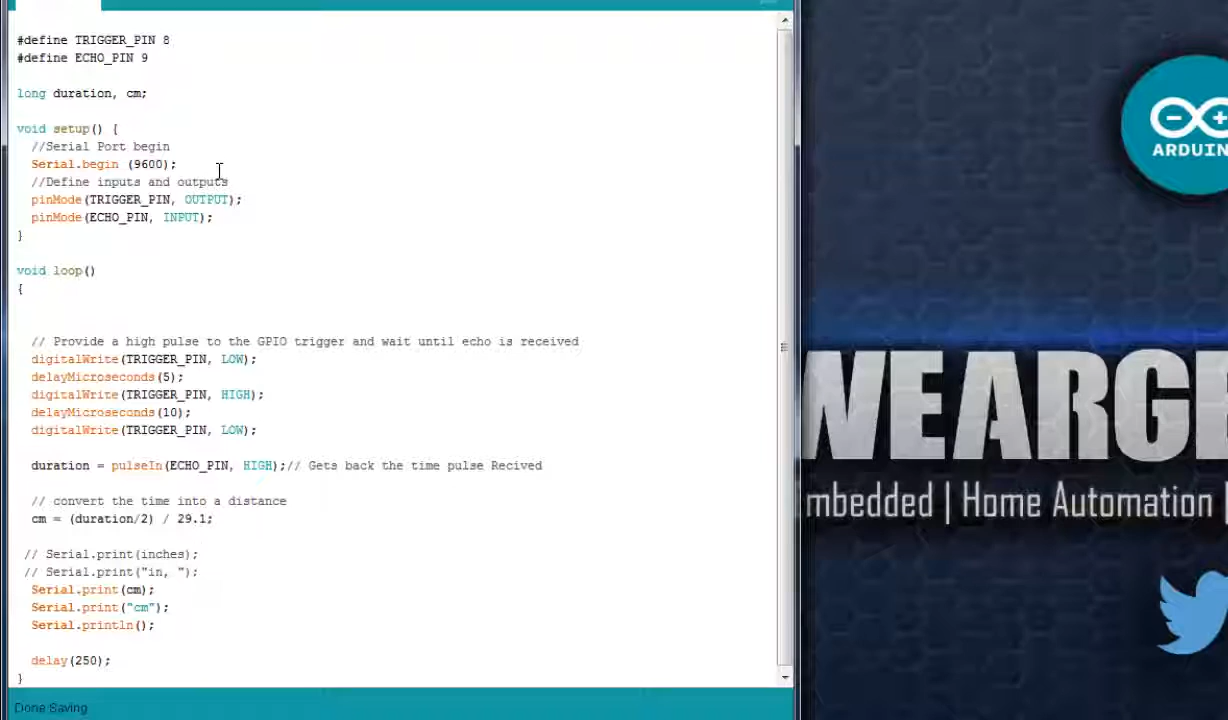 #define TRIGGER_PIN 8
#define ECHO_PIN 9
long duration, cm;
void setup() {
//Serial Port begin
Serial.begin (9600);
//Define inputs and outputs
pinMode(TRIGGER_PIN, OUTPUT);
pinMode(ECHO_PIN, INPUT);
}
void loop()
{
// Provide a high pulse to the GPIO trigger and wait until echo is received
digitalWrite(TRIGGER_PIN, LOW);
delayMicroseconds(5);
digitalWrite(TRIGGER_PIN, HIGH);
delayMicroseconds(10);
digitalWrite(TRIGGER_PIN, LOW);
duration = pulseIn(ECHO_PIN, HIGH);// Gets back the time pulse Recived
// convert the time into a distance
cm = (duration/2) / 29.1;
// Serial.print(inches);
// Serial.print("in, ");
Serial.print(cm);
Serial.print("cm");
Serial.println();
delay(250);
}
Done Saving
ARDUIN
WEARGE
mbedded | Home Automation |